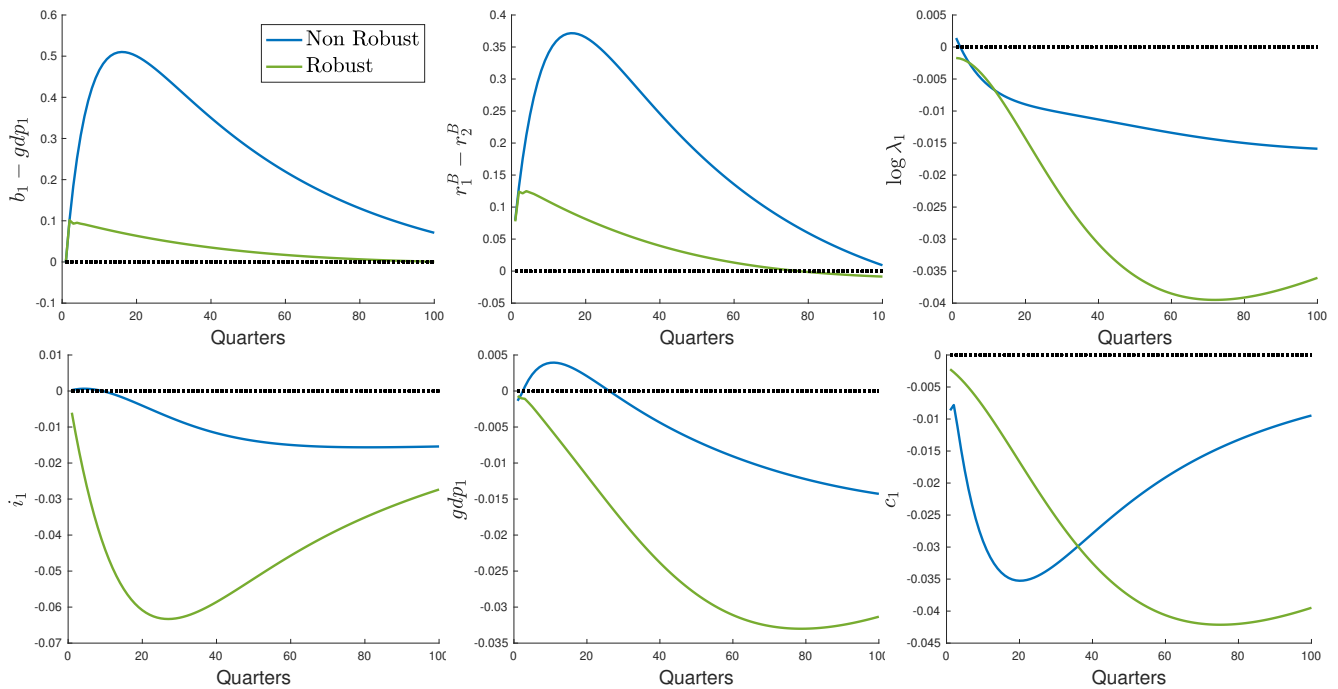 0.6
0.5
0.4
0.3
0.2
0.1
0
-0.1
b₁ − gdp₁
0 20 40 60 80 100
Quarters
Non Robust
Robust
0.4
0.35
0.3
0.25
0.2
0.15
0.1
0.05
0
-0.05
r₁ᴮ − r₂ᴮ
0 20 40 60 80 100
Quarters
0.005
0
-0.005
-0.01
-0.015
-0.02
-0.025
-0.03
-0.035
-0.04
log λ₁
0 20 40 60 80 100
Quarters
0.01
0
-0.01
-0.02
-0.03
-0.04
-0.05
-0.06
-0.07
i₁
0 20 40 60 80 100
Quarters
0.005
0
-0.005
-0.01
-0.015
-0.02
-0.025
-0.03
-0.035
gdp₁
0 20 40 60 80 100
Quarters
0
-0.005
-0.01
-0.015
-0.02
-0.025
-0.03
-0.035
-0.04
-0.045
c₁
0 20 40 60 80 100
Quarters